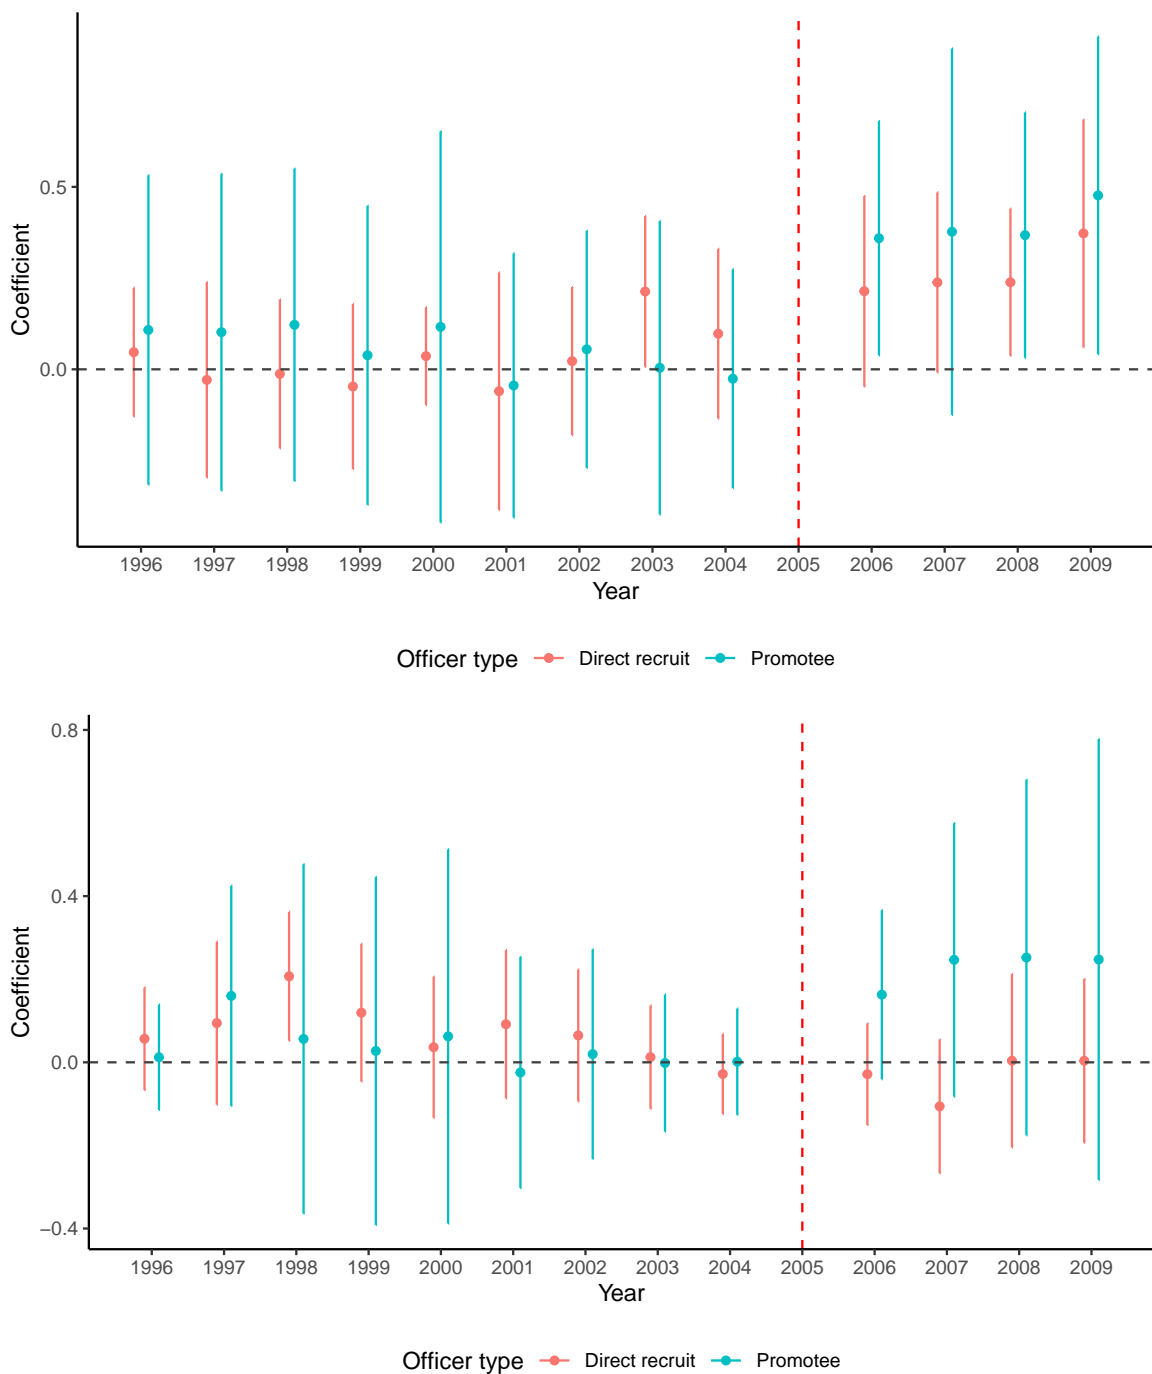 Coefficient
0.5
0.0
1996 1997 1998 1999 2000 2001 2002 2003 2004 2005 2006 2007 2008 2009
Year
Officer type Direct recruit Promotee
Coefficient
0.8
0.4
0.0
−0.4
1996 1997 1998 1999 2000 2001 2002 2003 2004 2005 2006 2007 2008 2009
Year
Officer type Direct recruit Promotee